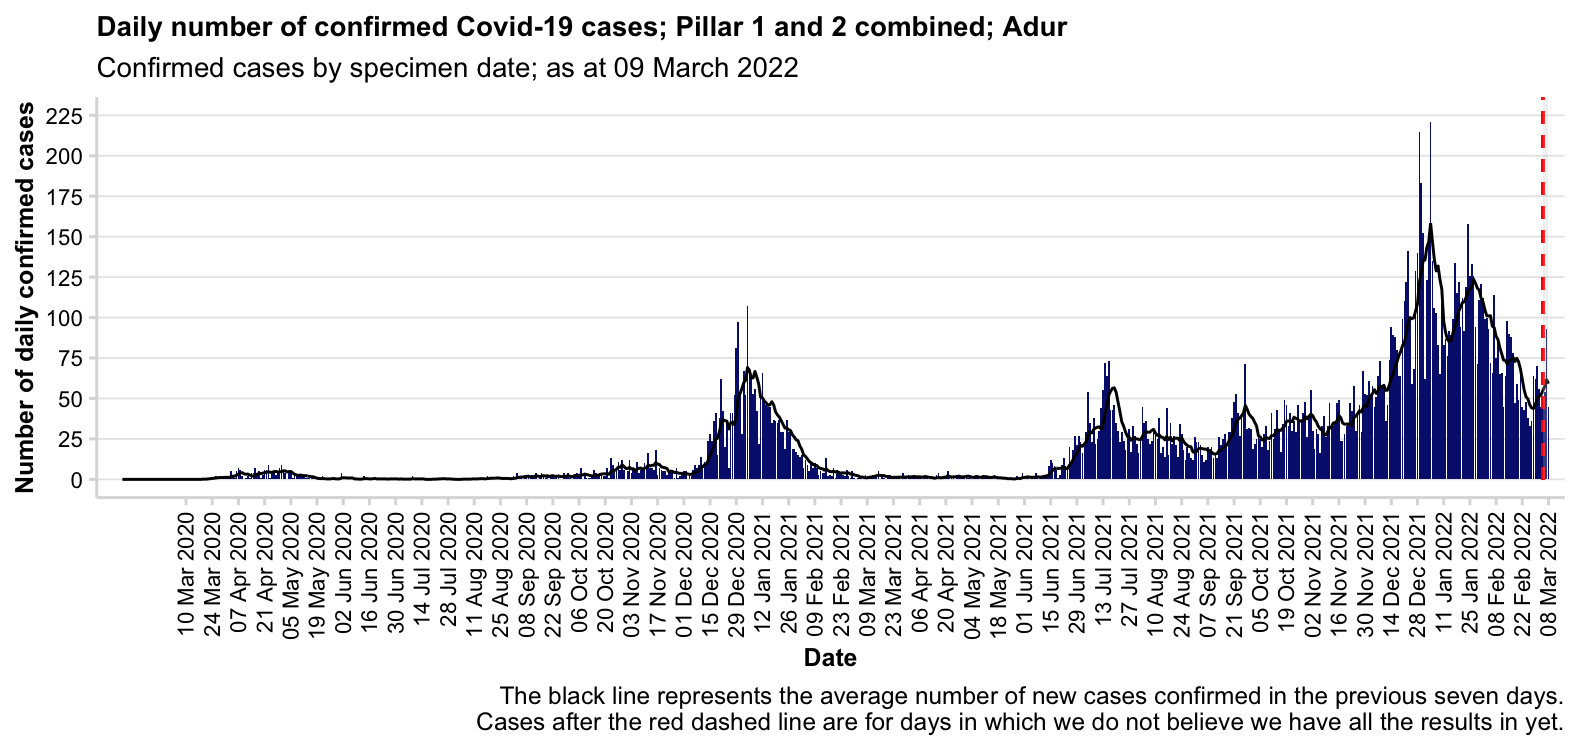 Daily number of confirmed Covid-19 cases; Pillar 1 and 2 combined; Adur
Confirmed cases by specimen date; as at 09 March 2022
Number of daily confirmed cases
225
200
175
150
125
100
75
50
25
0
10 Mar 2020
24 Mar 2020
07 Apr 2020
21 Apr 2020
05 May 2020
19 May 2020
02 Jun 2020
16 Jun 2020
30 Jun 2020
14 Jul 2020
28 Jul 2020
11 Aug 2020
25 Aug 2020
08 Sep 2020
22 Sep 2020
06 Oct 2020
20 Oct 2020
03 Nov 2020
17 Nov 2020
01 Dec 2020
15 Dec 2020
29 Dec 2020
12 Jan 2021
26 Jan 2021
09 Feb 2021
23 Feb 2021
09 Mar 2021
23 Mar 2021
06 Apr 2021
20 Apr 2021
04 May 2021
18 May 2021
01 Jun 2021
15 Jun 2021
29 Jun 2021
13 Jul 2021
27 Jul 2021
10 Aug 2021
24 Aug 2021
07 Sep 2021
21 Sep 2021
05 Oct 2021
19 Oct 2021
02 Nov 2021
16 Nov 2021
30 Nov 2021
14 Dec 2021
28 Dec 2021
11 Jan 2022
25 Jan 2022
08 Feb 2022
22 Feb 2022
08 Mar 2022
Date
The black line represents the average number of new cases confirmed in the previous seven days.
Cases after the red dashed line are for days in which we do not believe we have all the results in yet.